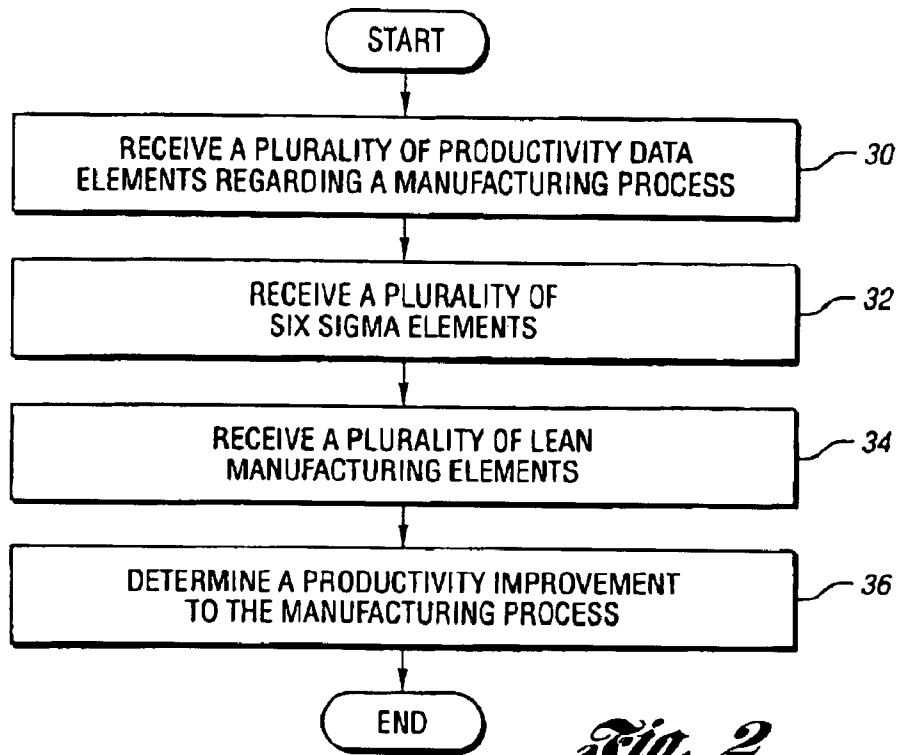 START
RECEIVE A PLURALITY OF PRODUCTIVITY DATA
ELEMENTS REGARDING A MANUFACTURING PROCESS
30
RECEIVE A PLURALITY OF
SIX SIGMA ELEMENTS
32
RECEIVE A PLURALITY OF LEAN
MANUFACTURING ELEMENTS
34
DETERMINE A PRODUCTIVITY IMPROVEMENT
TO THE MANUFACTURING PROCESS
36
END
Fig. 2